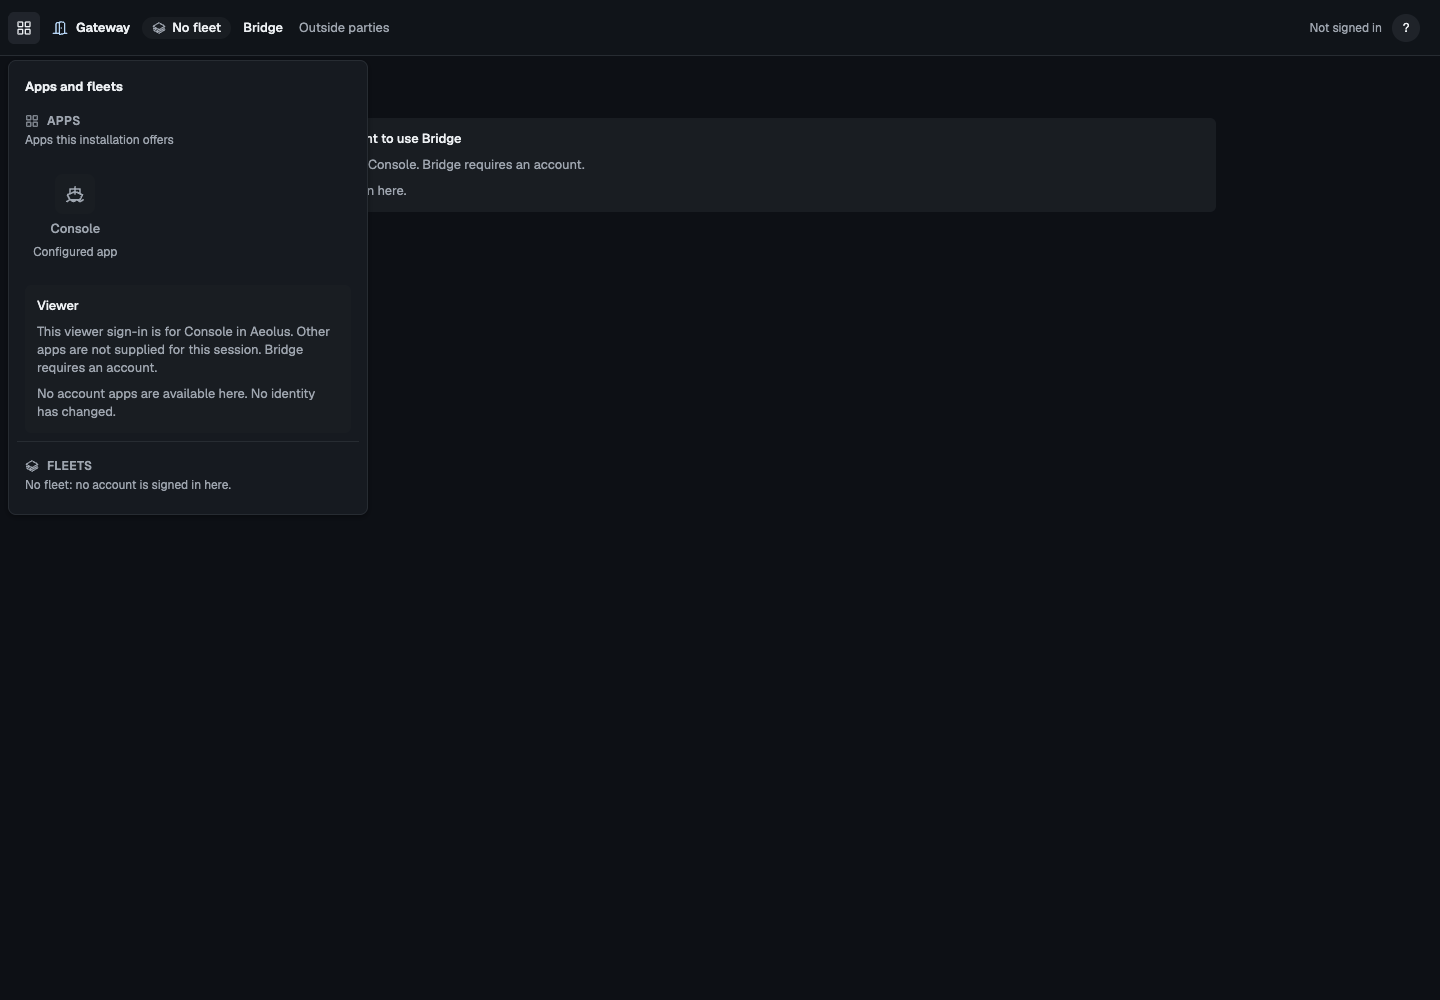 Gateway No fleet Bridge Outside parties Not signed in ?
Apps and fleets
APPS
Apps this installation offers
Console
Configured app
Viewer
This viewer sign-in is for Console in Aeolus. Other
apps are not supplied for this session. Bridge
requires an account.
No account apps are available here. No identity
has changed.
FLEETS
No fleet: no account is signed in here.
to use Bridge
Console. Bridge requires an account.
here.